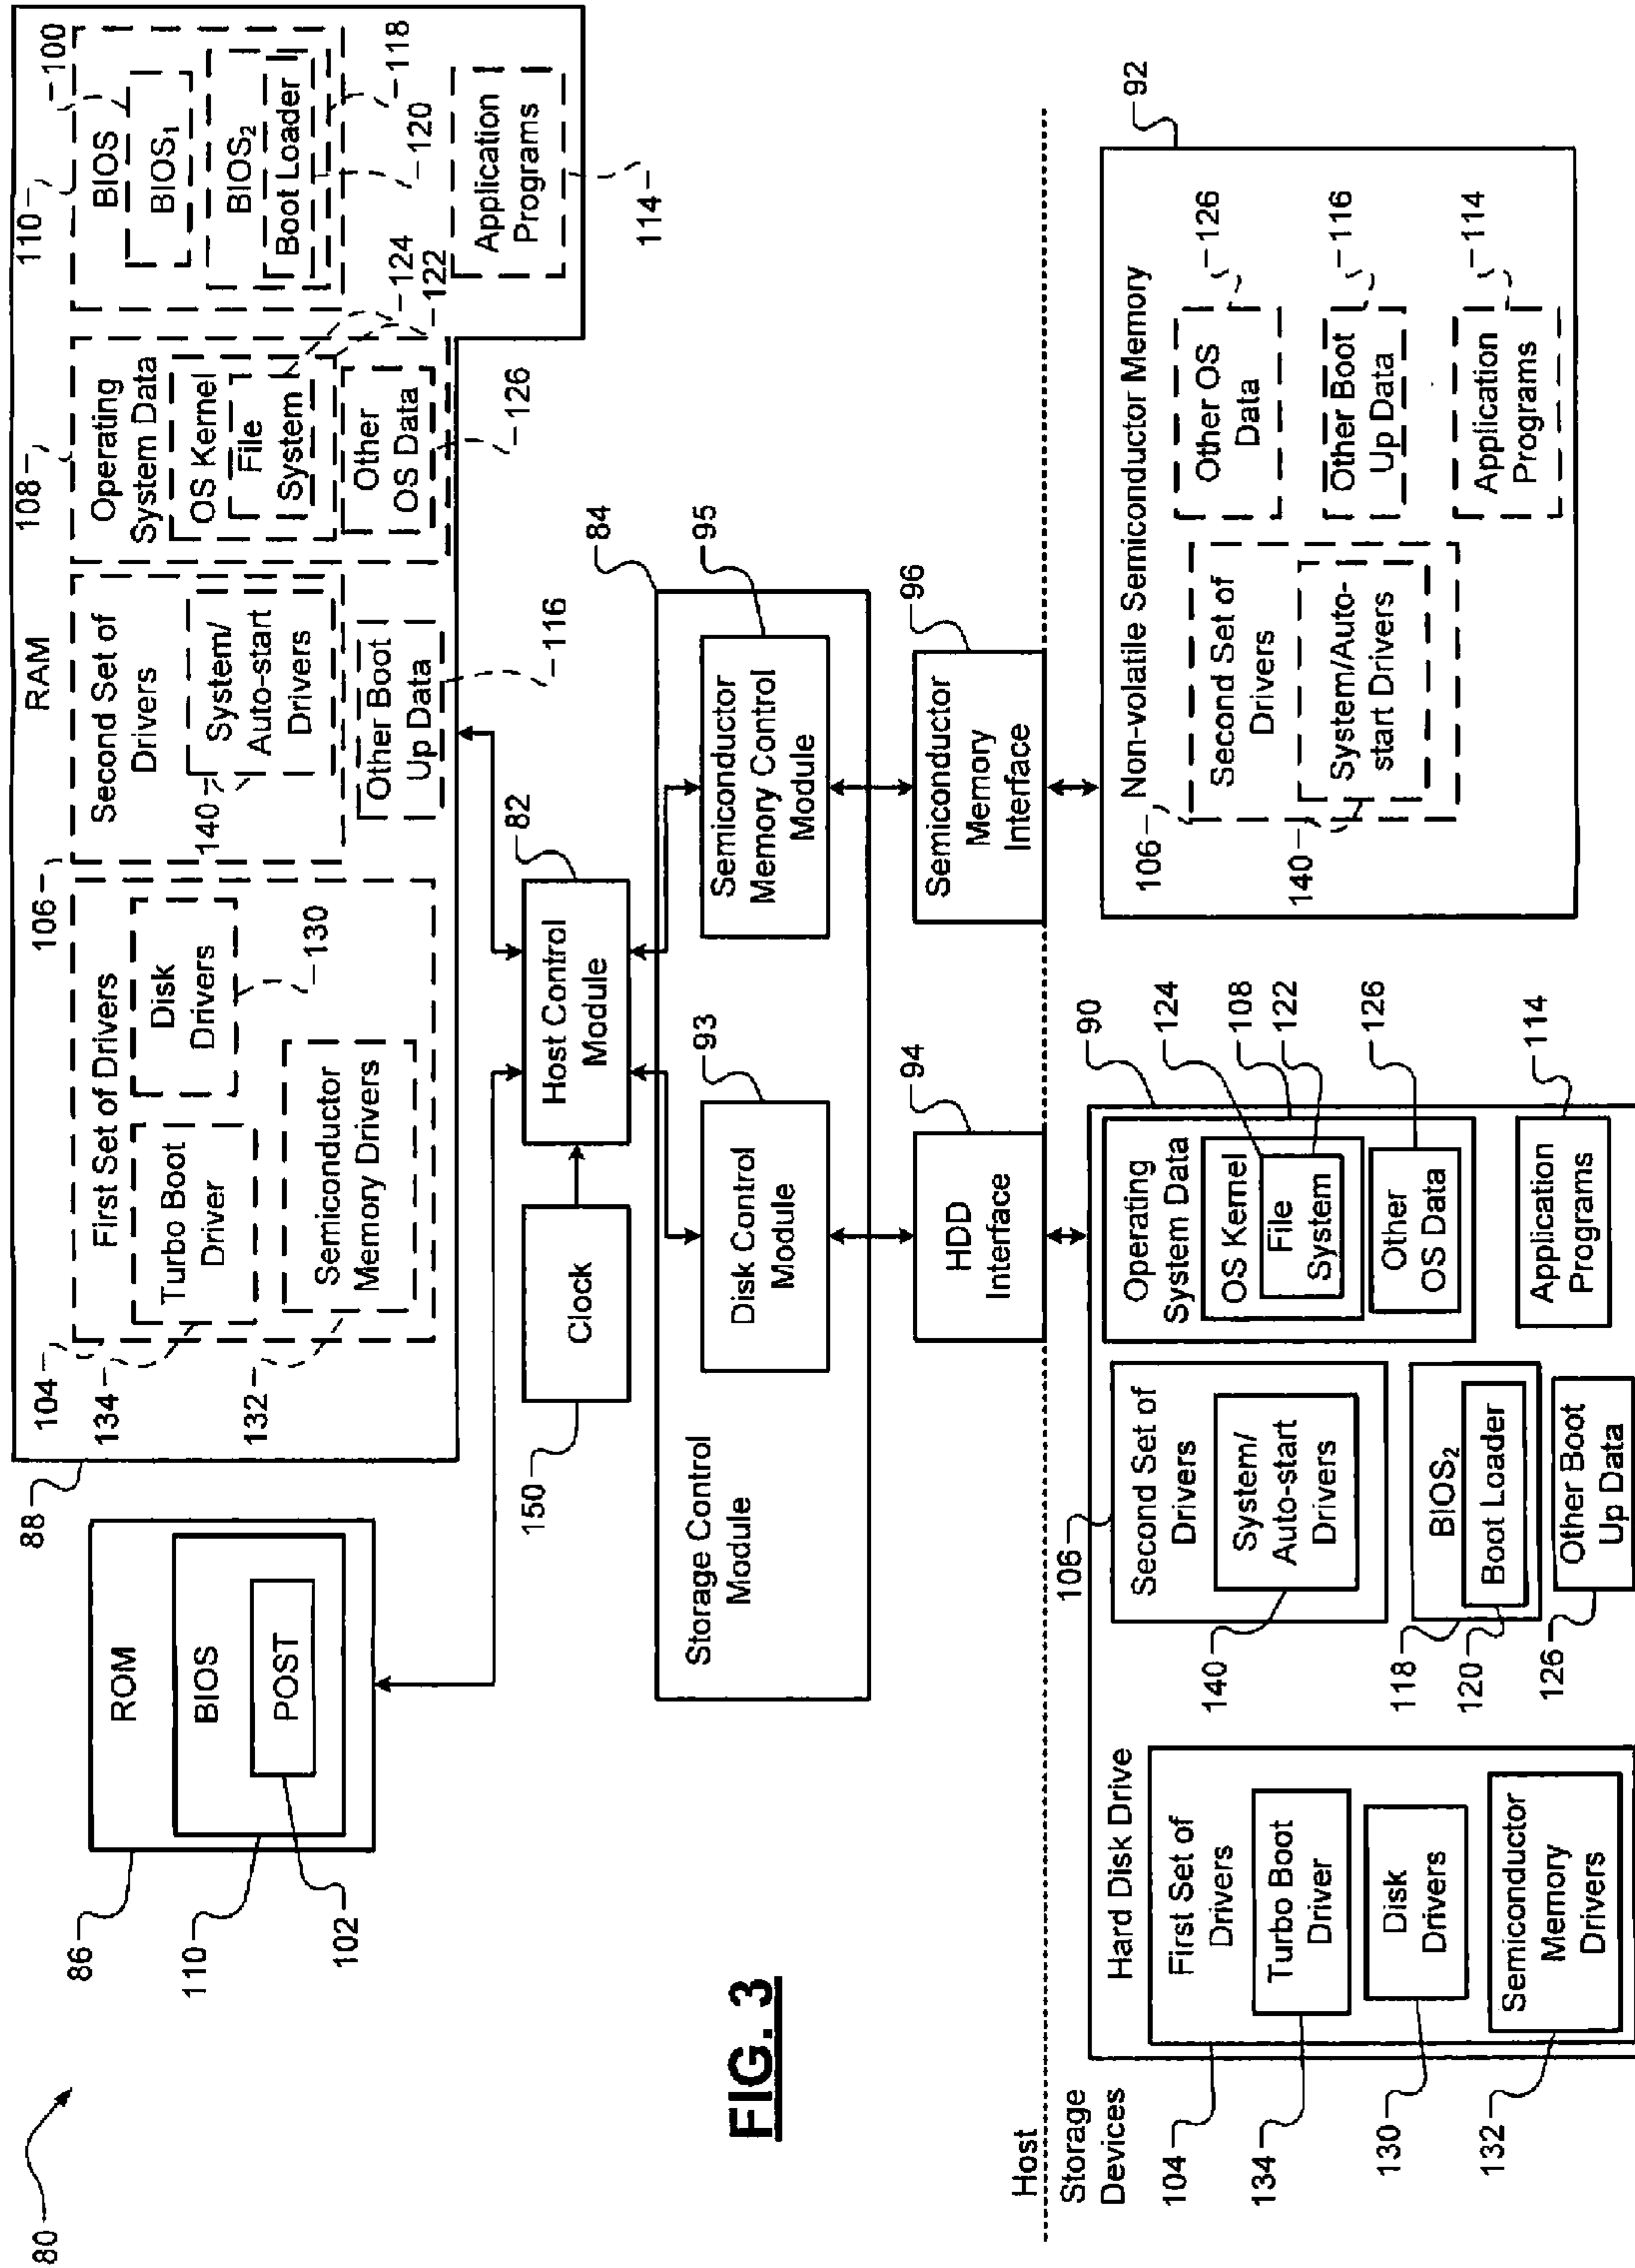 80
86
110
102
ROM
BIOS
POST
88
RAM
104
134
132
First Set of Drivers
Turbo Boot
Driver
Disk
Drivers
130
Semiconductor
Memory Drivers
106
140
Second Set of
Drivers
System/
Auto-start
Drivers
Other Boot
Up Data
116
108
Operating
System Data
OS Kernel
File
System
Other
OS Data
124
122
126
110
100
BIOS
BIOS1
BIOS2
Boot Loader
118
120
Application
Programs
114
150
Clock
82
Host Control
Module
84
Storage Control
Module
93
Disk Control
Module
95
Semiconductor
Memory Control
Module
94
HDD
Interface
96
Semiconductor
Memory
Interface
FIG. 3
Host
Storage
Devices
104
134
130
132
Hard Disk Drive
First Set of
Drivers
Turbo Boot
Driver
Disk
Drivers
Semiconductor
Memory
Drivers
106
140
118
120
126
Second Set of
Drivers
System/
Auto-start
Drivers
BIOS2
Boot Loader
Other Boot
Up Data
Operating
System Data
OS Kernel
File
System
Other
OS Data
Application
Programs
90
124
108
122
126
114
92
Non-volatile Semiconductor Memory
106
140
Second Set of
Drivers
System/Auto-
start Drivers
Other OS
Data
126
Other Boot
Up Data
116
Application
Programs
114